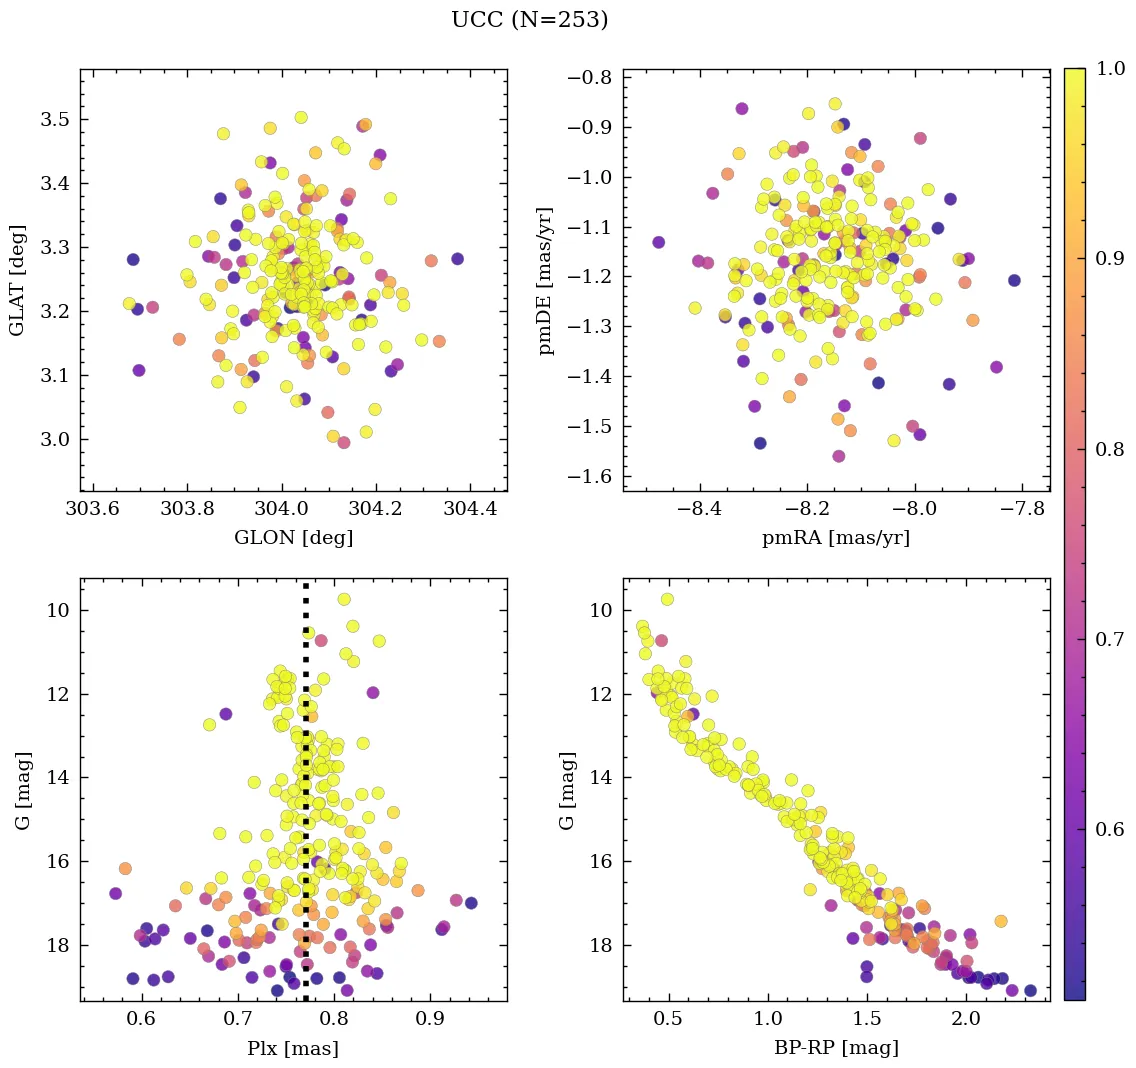 UCC (N=253)
3.5
3.4
3.3
3.2
3.1
3.0
GLAT [deg]
303.6 303.8 304.0 304.2 304.4
GLON [deg]
−0.8
−0.9
−1.0
−1.1
−1.2
−1.3
−1.4
−1.5
−1.6
pmDE [mas/yr]
−8.4 −8.2 −8.0 −7.8
pmRA [mas/yr]
1.0
0.9
0.8
0.7
0.6
10
12
14
16
18
G [mag]
0.6 0.7 0.8 0.9
Plx [mas]
10
12
14
16
18
G [mag]
0.5 1.0 1.5 2.0
BP-RP [mag]